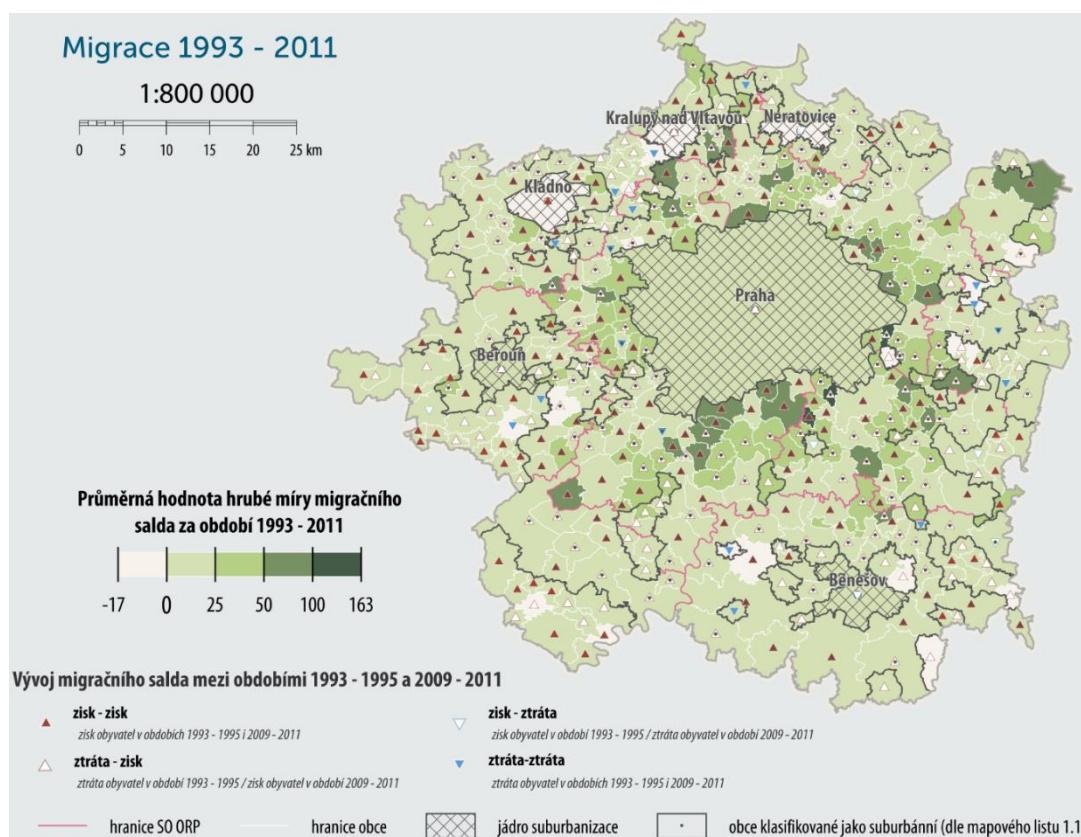 Migrace 1993 - 2011
1:800 000
0 5 10 15 20 25 km
Kralupy nad Vltavou
Neratovice
Kladno
Praha
Beroun
Benešov
Průměrná hodnota hrubé míry migračního
salda za období 1993 - 2011
-17 0 25 50 100 163
Vývoj migračního salda mezi obdobími 1993 - 1995 a 2009 - 2011
zisk - zisk
zisk obyvatel v obdobích 1993 - 1995 i 2009 - 2011
zisk - ztráta
zisk obyvatel v období 1993 - 1995 / ztráta obyvatel v období 2009 - 2011
ztráta - zisk
ztráta obyvatel v období 1993 - 1995 / zisk obyvatel v období 2009 - 2011
ztráta-ztráta
ztráta obyvatel v obdobích 1993 - 1995 i 2009 - 2011
hranice SO ORP
hranice obce
jádro suburbanizace
obce klasifikované jako suburbánní (dle mapového listu 1.1